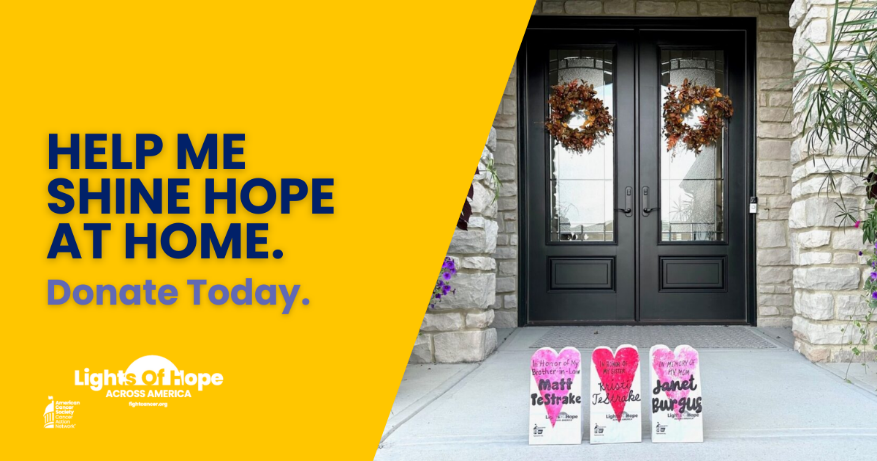 HELP ME
SHINE HOPE
AT HOME.
Donate Today.
Lights Of Hope
ACROSS AMERICA
fightcancer.org
American
Cancer
Society
Cancer
Action
Network
In Honor of My
Brother-in-Law
Matt
TeStrake
Kristi
TeStrake
In Memory of
My Mom
Janet
Burgus